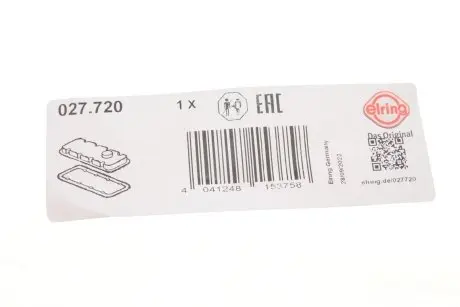 027.720
1 X
EAC
elring
Das Original
4 041248 153758
Elring Germany
elring.de/027720